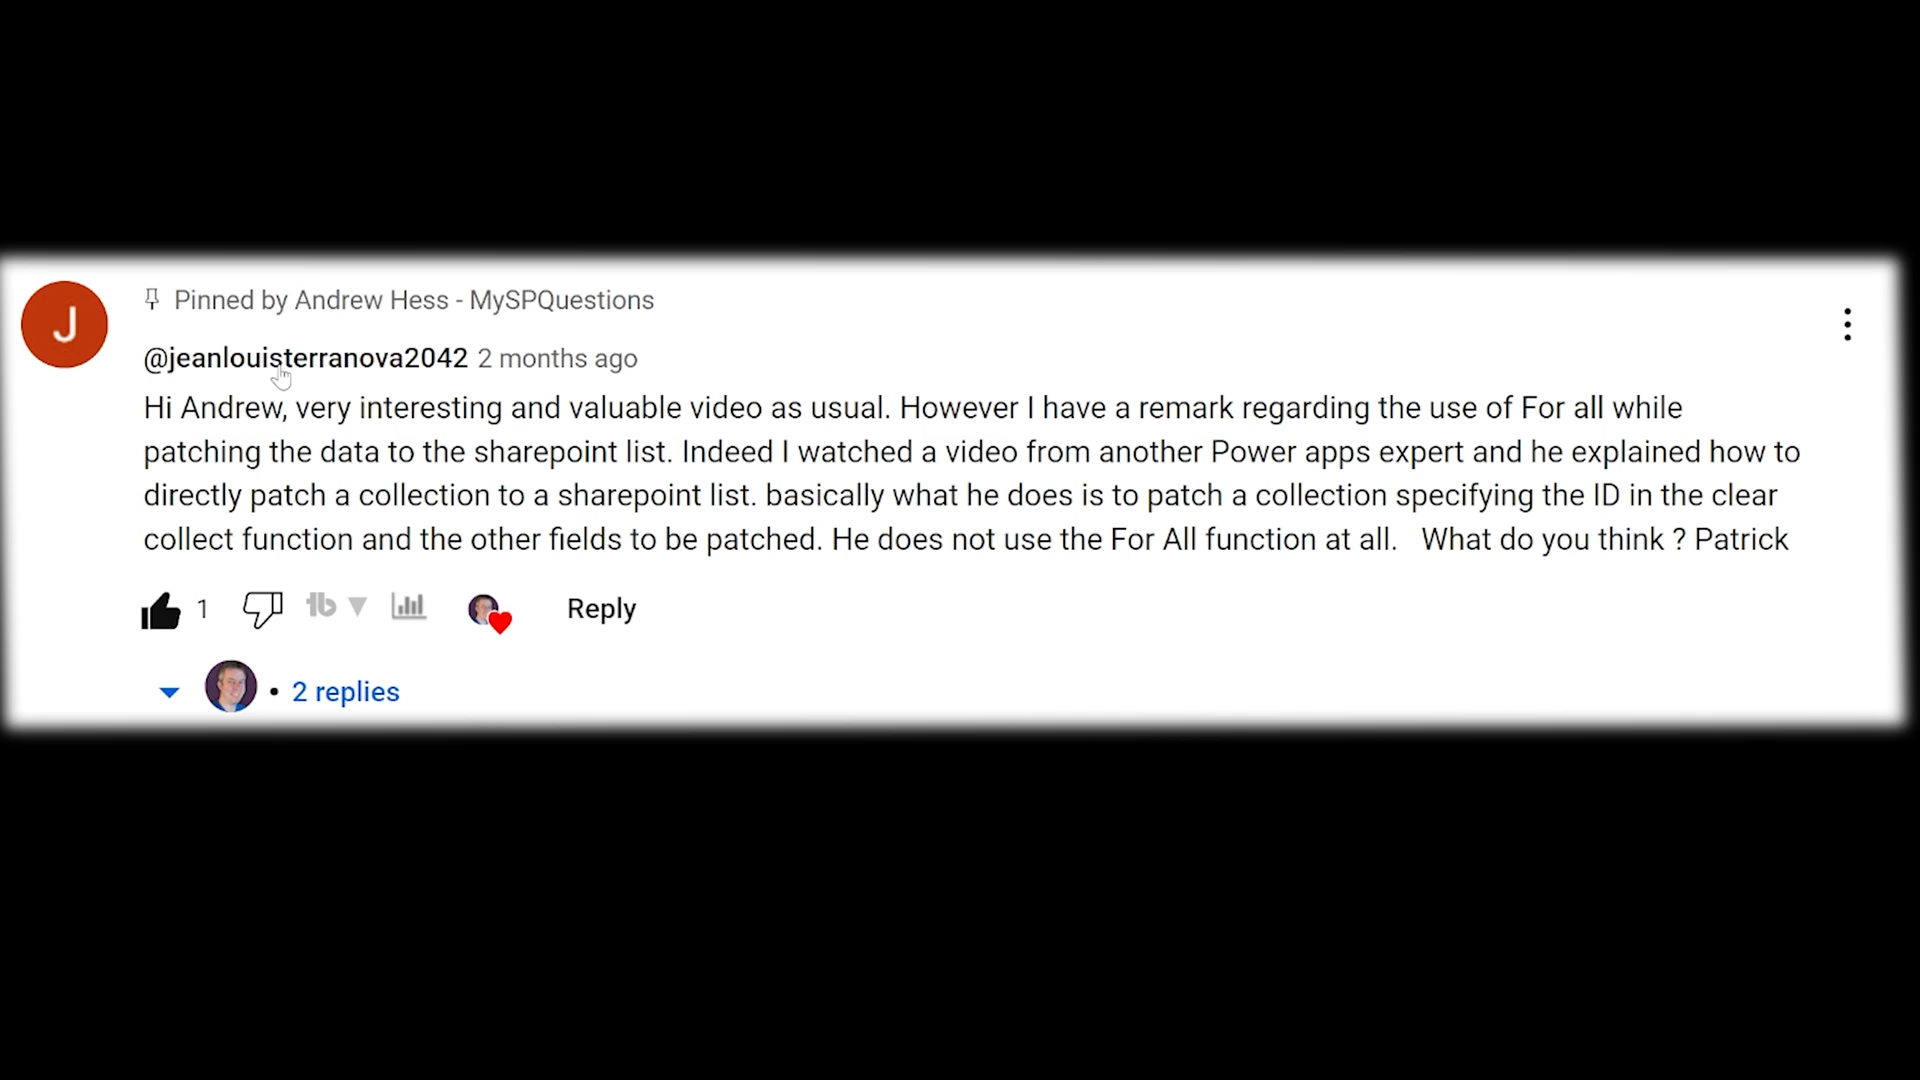 J
Pinned by Andrew Hess - MySPQuestions
@jeanlouisterranova2042 2 months ago
Hi Andrew, very interesting and valuable video as usual. However I have a remark regarding the use of For all while
patching the data to the sharepoint list. Indeed I watched a video from another Power apps expert and he explained how to
directly patch a collection to a sharepoint list. basically what he does is to patch a collection specifying the ID in the clear
collect function and the other fields to be patched. He does not use the For All function at all.   What do you think ? Patrick
1 tb Reply
• 2 replies